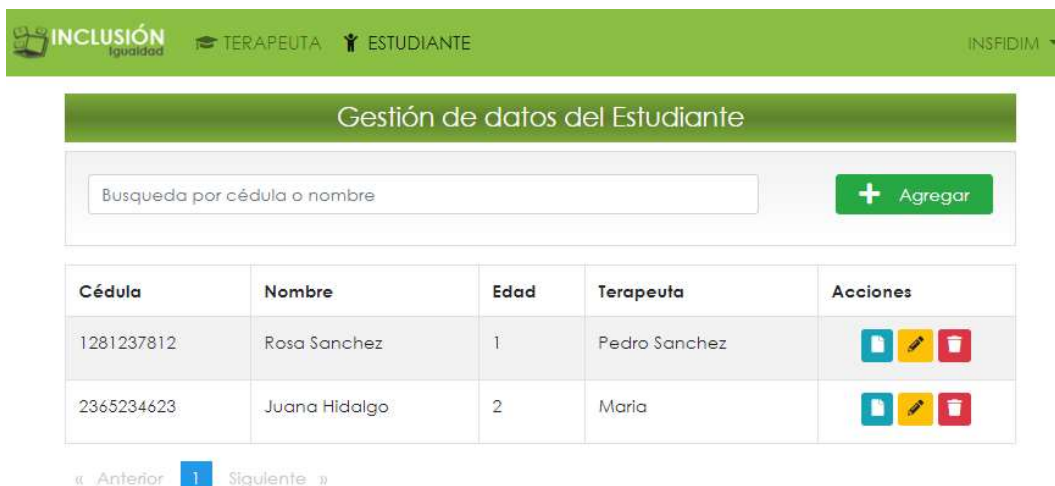 INCLUSIÓN
Igualdad
TERAPEUTA ESTUDIANTE INSFIDIM
Gestión de datos del Estudiante
Busqueda por cédula o nombre Agregar
Cédula Nombre Edad Terapeuta Acciones
1281237812 Rosa Sanchez 1 Pedro Sanchez
2365234623 Juana Hidalgo 2 Maria
« Anterior 1 Siguiente »